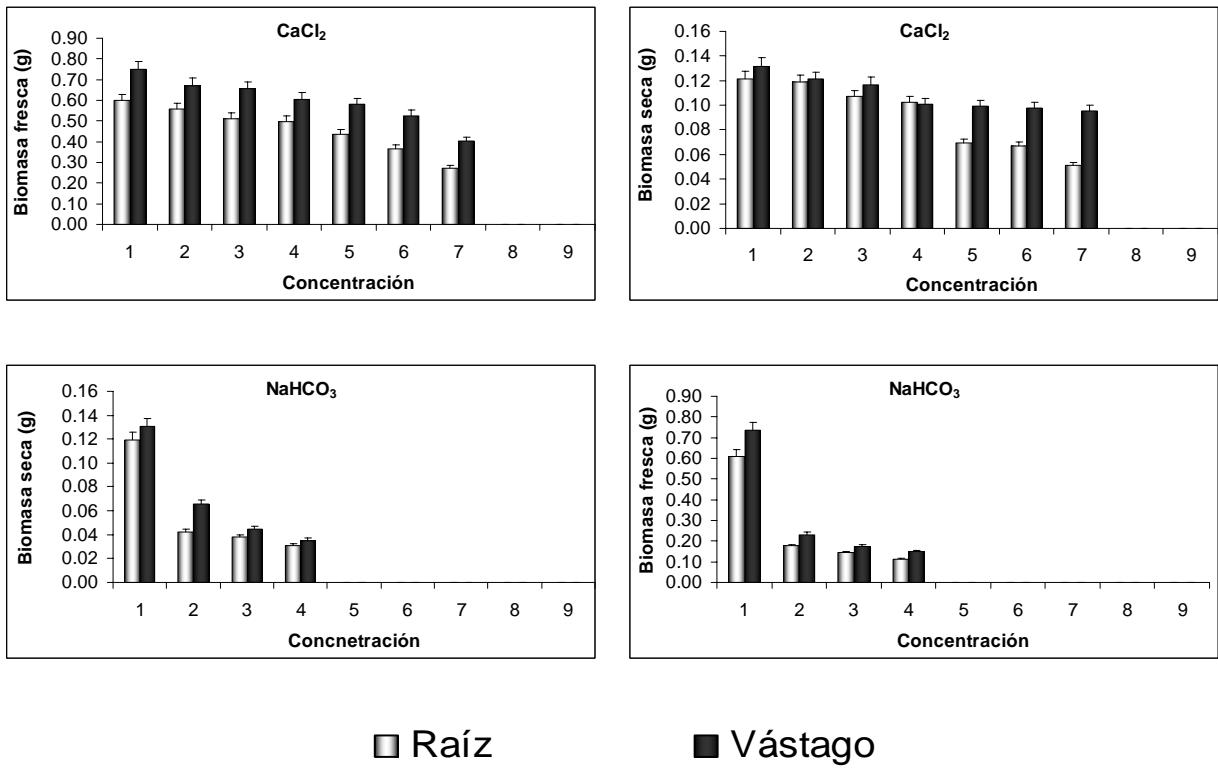 CaCl₂
Biomasa fresca (g)
0.90
0.80
0.70
0.60
0.50
0.40
0.30
0.20
0.10
0.00
1 2 3 4 5 6 7 8 9
Concentración
CaCl₂
Biomasa seca (g)
0.16
0.14
0.12
0.10
0.08
0.06
0.04
0.02
0.00
1 2 3 4 5 6 7 8 9
Concentración
NaHCO₃
Biomasa seca (g)
0.16
0.14
0.12
0.10
0.08
0.06
0.04
0.02
0.00
1 2 3 4 5 6 7 8 9
Concnetración
NaHCO₃
Biomasa fresca (g)
0.90
0.80
0.70
0.60
0.50
0.40
0.30
0.20
0.10
0.00
1 2 3 4 5 6 7 8 9
Concentración
Raíz Vástago